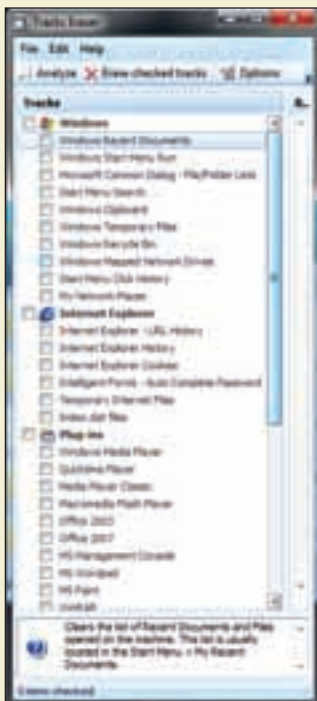 Tracks Eraser
File Edit Help
Analyze Erase checked tracks Options
Tracks
Windows
Windows Recent Documents
Windows Start Menu Run
Microsoft Common Dialog - File/Folder Lists
Start Menu Search
Windows Clipboard
Windows Temporary Files
Windows Recycle Bin
Windows Mapped Network Drives
Start Menu Click History
My Network Places
Internet Explorer
Internet Explorer - URL History
Internet Explorer History
Internet Explorer Cookies
Intelligent Forms - Auto Complete Password
Temporary Internet Files
Index.dat files
Plug-ins
Windows Media Player
Quicktime Player
Media Player Classic
Macromedia Flash Player
Office 2003
Office 2007
MS Management Console
MS Wordpad
MS Paint
WinRAR
Clears the list of Recent Documents and Files
opened on the machine. This list is usually
located in the Start Menu > My Recent
Documents.
items checked